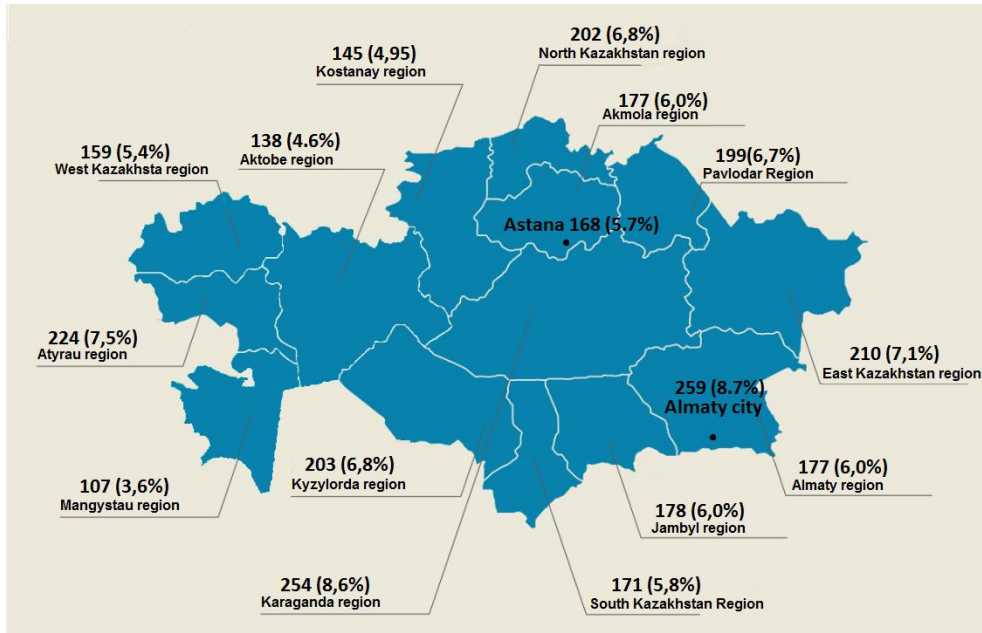 202 (6,8%)
North Kazakhstan region
145 (4,95)
Kostanay region
177 (6,0%)
Akmola region
138 (4.6%)
Aktobe region
159 (5,4%)
West Kazakhsta region
199(6,7%)
Pavlodar Region
Astana 168 (5.7%)
224 (7,5%)
Atyrau region
210 (7,1%)
East Kazakhstan region
259 (8.7%)
Almaty city
203 (6,8%)
Kyzylorda region
177 (6,0%)
Almaty region
107 (3,6%)
Mangystau region
178 (6,0%)
Jambyl region
254 (8,6%)
Karaganda region
171 (5,8%)
South Kazakhstan Region